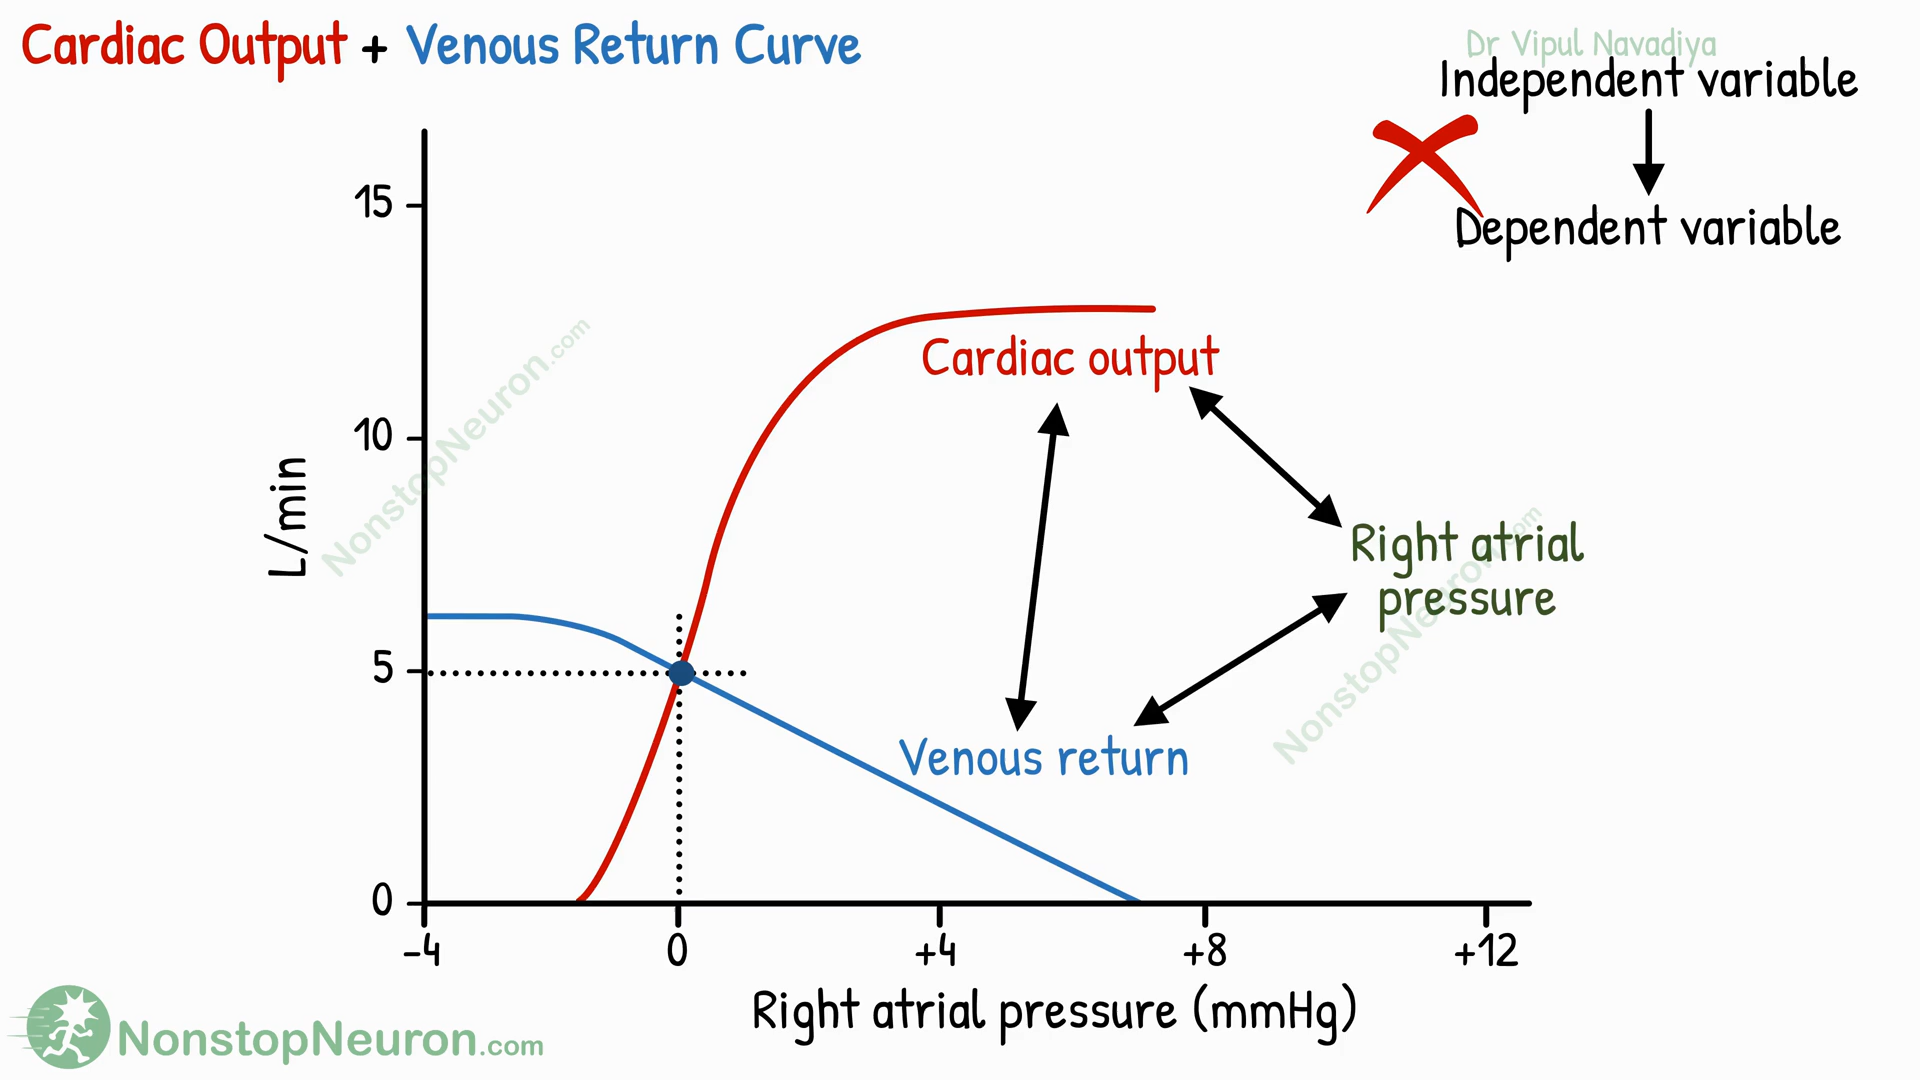 Cardiac Output + Venous Return Curve
Dr Vipul Navadiya
Independent variable
Dependent variable
15
10
5
0
L/min
NonstopNeuron.com
Cardiac output
Right atrial
pressure
NonstopNeuron.com
Venous return
-4
0
+4
+8
+12
Right atrial pressure (mmHg)
NonstopNeuron.com